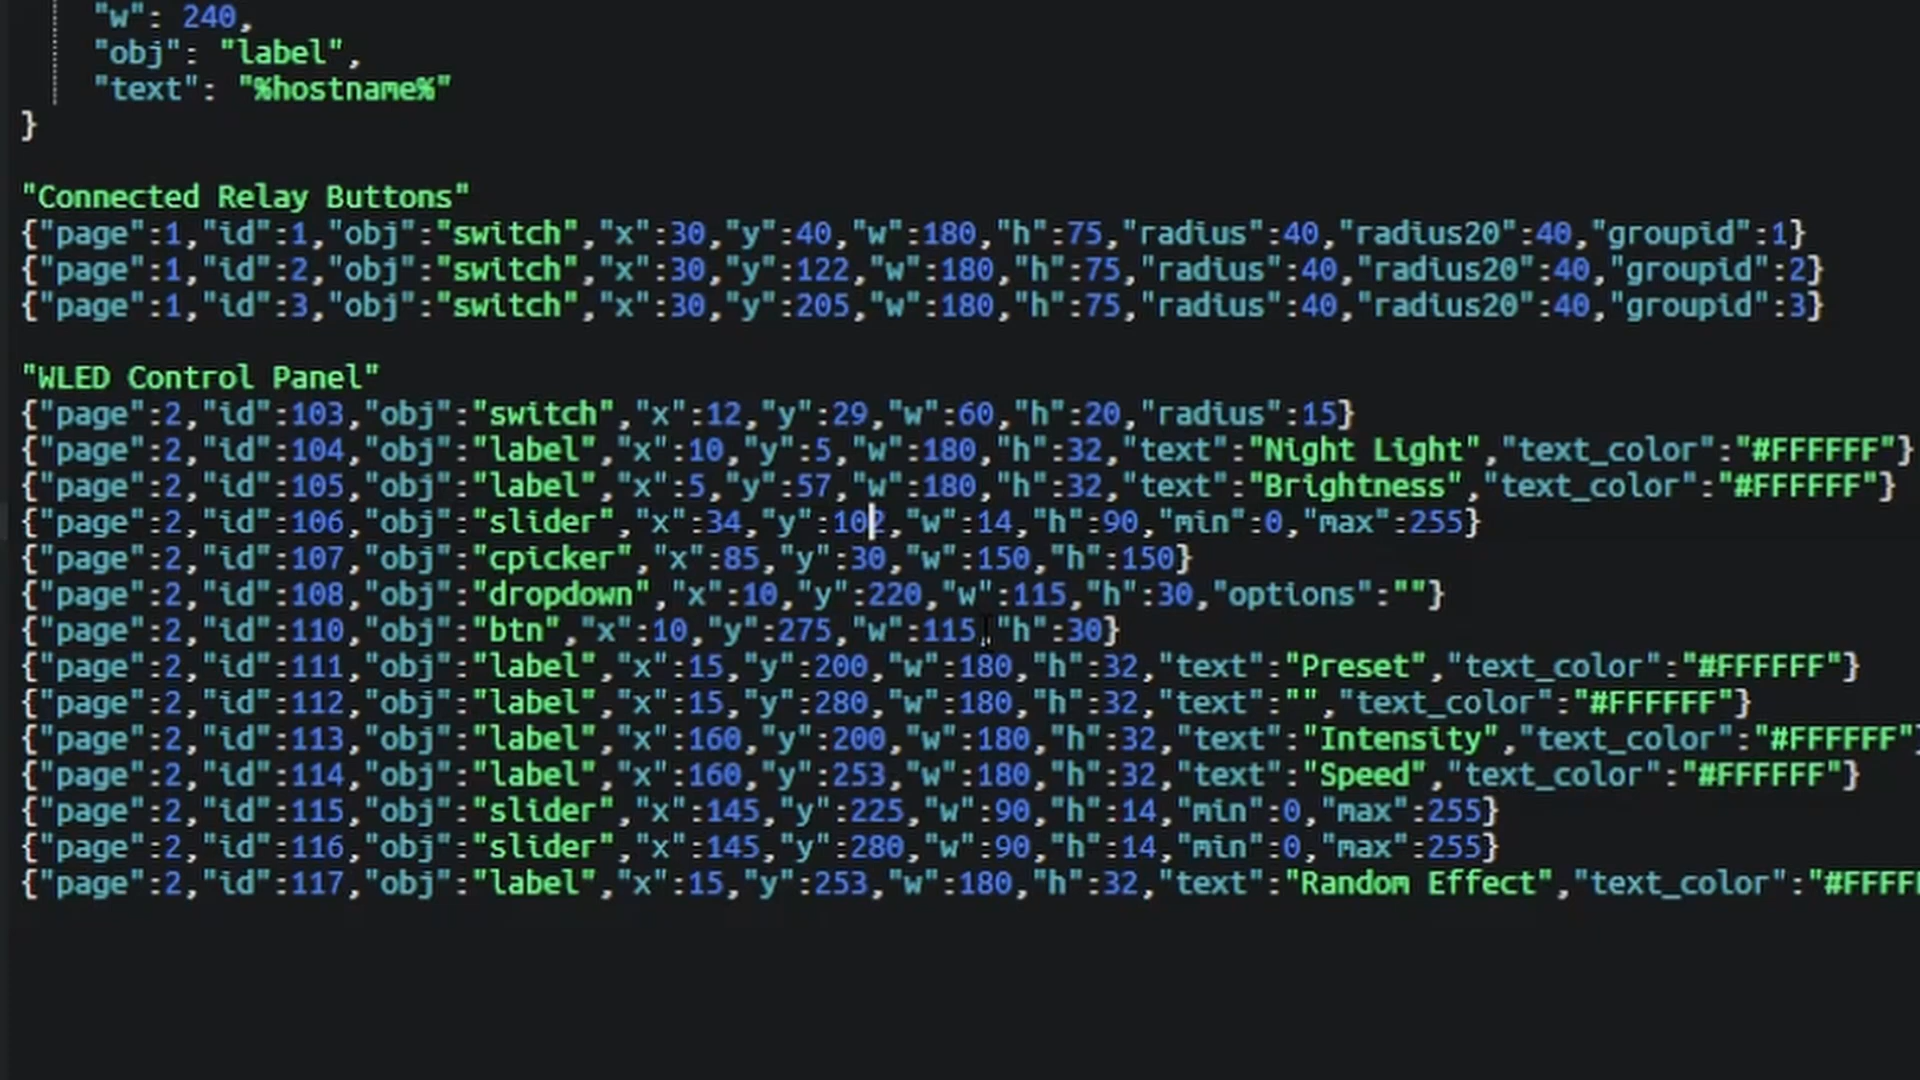 "w": 240,
"obj": "label",
"text": "%hostname%"
}
"Connected Relay Buttons"
{"page":1,"id":1,"obj":"switch","x":30,"y":40,"w":180,"h":75,"radius":40,"radius20":40,"groupid":1}
{"page":1,"id":2,"obj":"switch","x":30,"y":122,"w":180,"h":75,"radius":40,"radius20":40,"groupid":2}
{"page":1,"id":3,"obj":"switch","x":30,"y":205,"w":180,"h":75,"radius":40,"radius20":40,"groupid":3}
"WLED Control Panel"
{"page":2,"id":103,"obj":"switch","x":12,"y":29,"w":60,"h":20,"radius":15}
{"page":2,"id":104,"obj":"label","x":10,"y":5,"w":180,"h":32,"text":"Night Light","text_color":"#FFFFFF"}
{"page":2,"id":105,"obj":"label","x":5,"y":57,"w":180,"h":32,"text":"Brightness","text_color":"#FFFFFF"}
{"page":2,"id":106,"obj":"slider","x":34,"y":102,"w":14,"h":90,"min":0,"max":255}
{"page":2,"id":107,"obj":"cpicker","x":85,"y":30,"w":150,"h":150}
{"page":2,"id":108,"obj":"dropdown","x":10,"y":220,"w":115,"h":30,"options":""}
{"page":2,"id":110,"obj":"btn","x":10,"y":275,"w":115,"h":30}
{"page":2,"id":111,"obj":"label","x":15,"y":200,"w":180,"h":32,"text":"Preset","text_color":"#FFFFFF"}
{"page":2,"id":112,"obj":"label","x":15,"y":280,"w":180,"h":32,"text":"","text_color":"#FFFFFF"}
{"page":2,"id":113,"obj":"label","x":160,"y":200,"w":180,"h":32,"text":"Intensity","text_color":"#FFFFFF"}
{"page":2,"id":114,"obj":"label","x":160,"y":253,"w":180,"h":32,"text":"Speed","text_color":"#FFFFFF"}
{"page":2,"id":115,"obj":"slider","x":145,"y":225,"w":90,"h":14,"min":0,"max":255}
{"page":2,"id":116,"obj":"slider","x":145,"y":280,"w":90,"h":14,"min":0,"max":255}
{"page":2,"id":117,"obj":"label","x":15,"y":253,"w":180,"h":32,"text":"Random Effect","text_color":"#FFFF